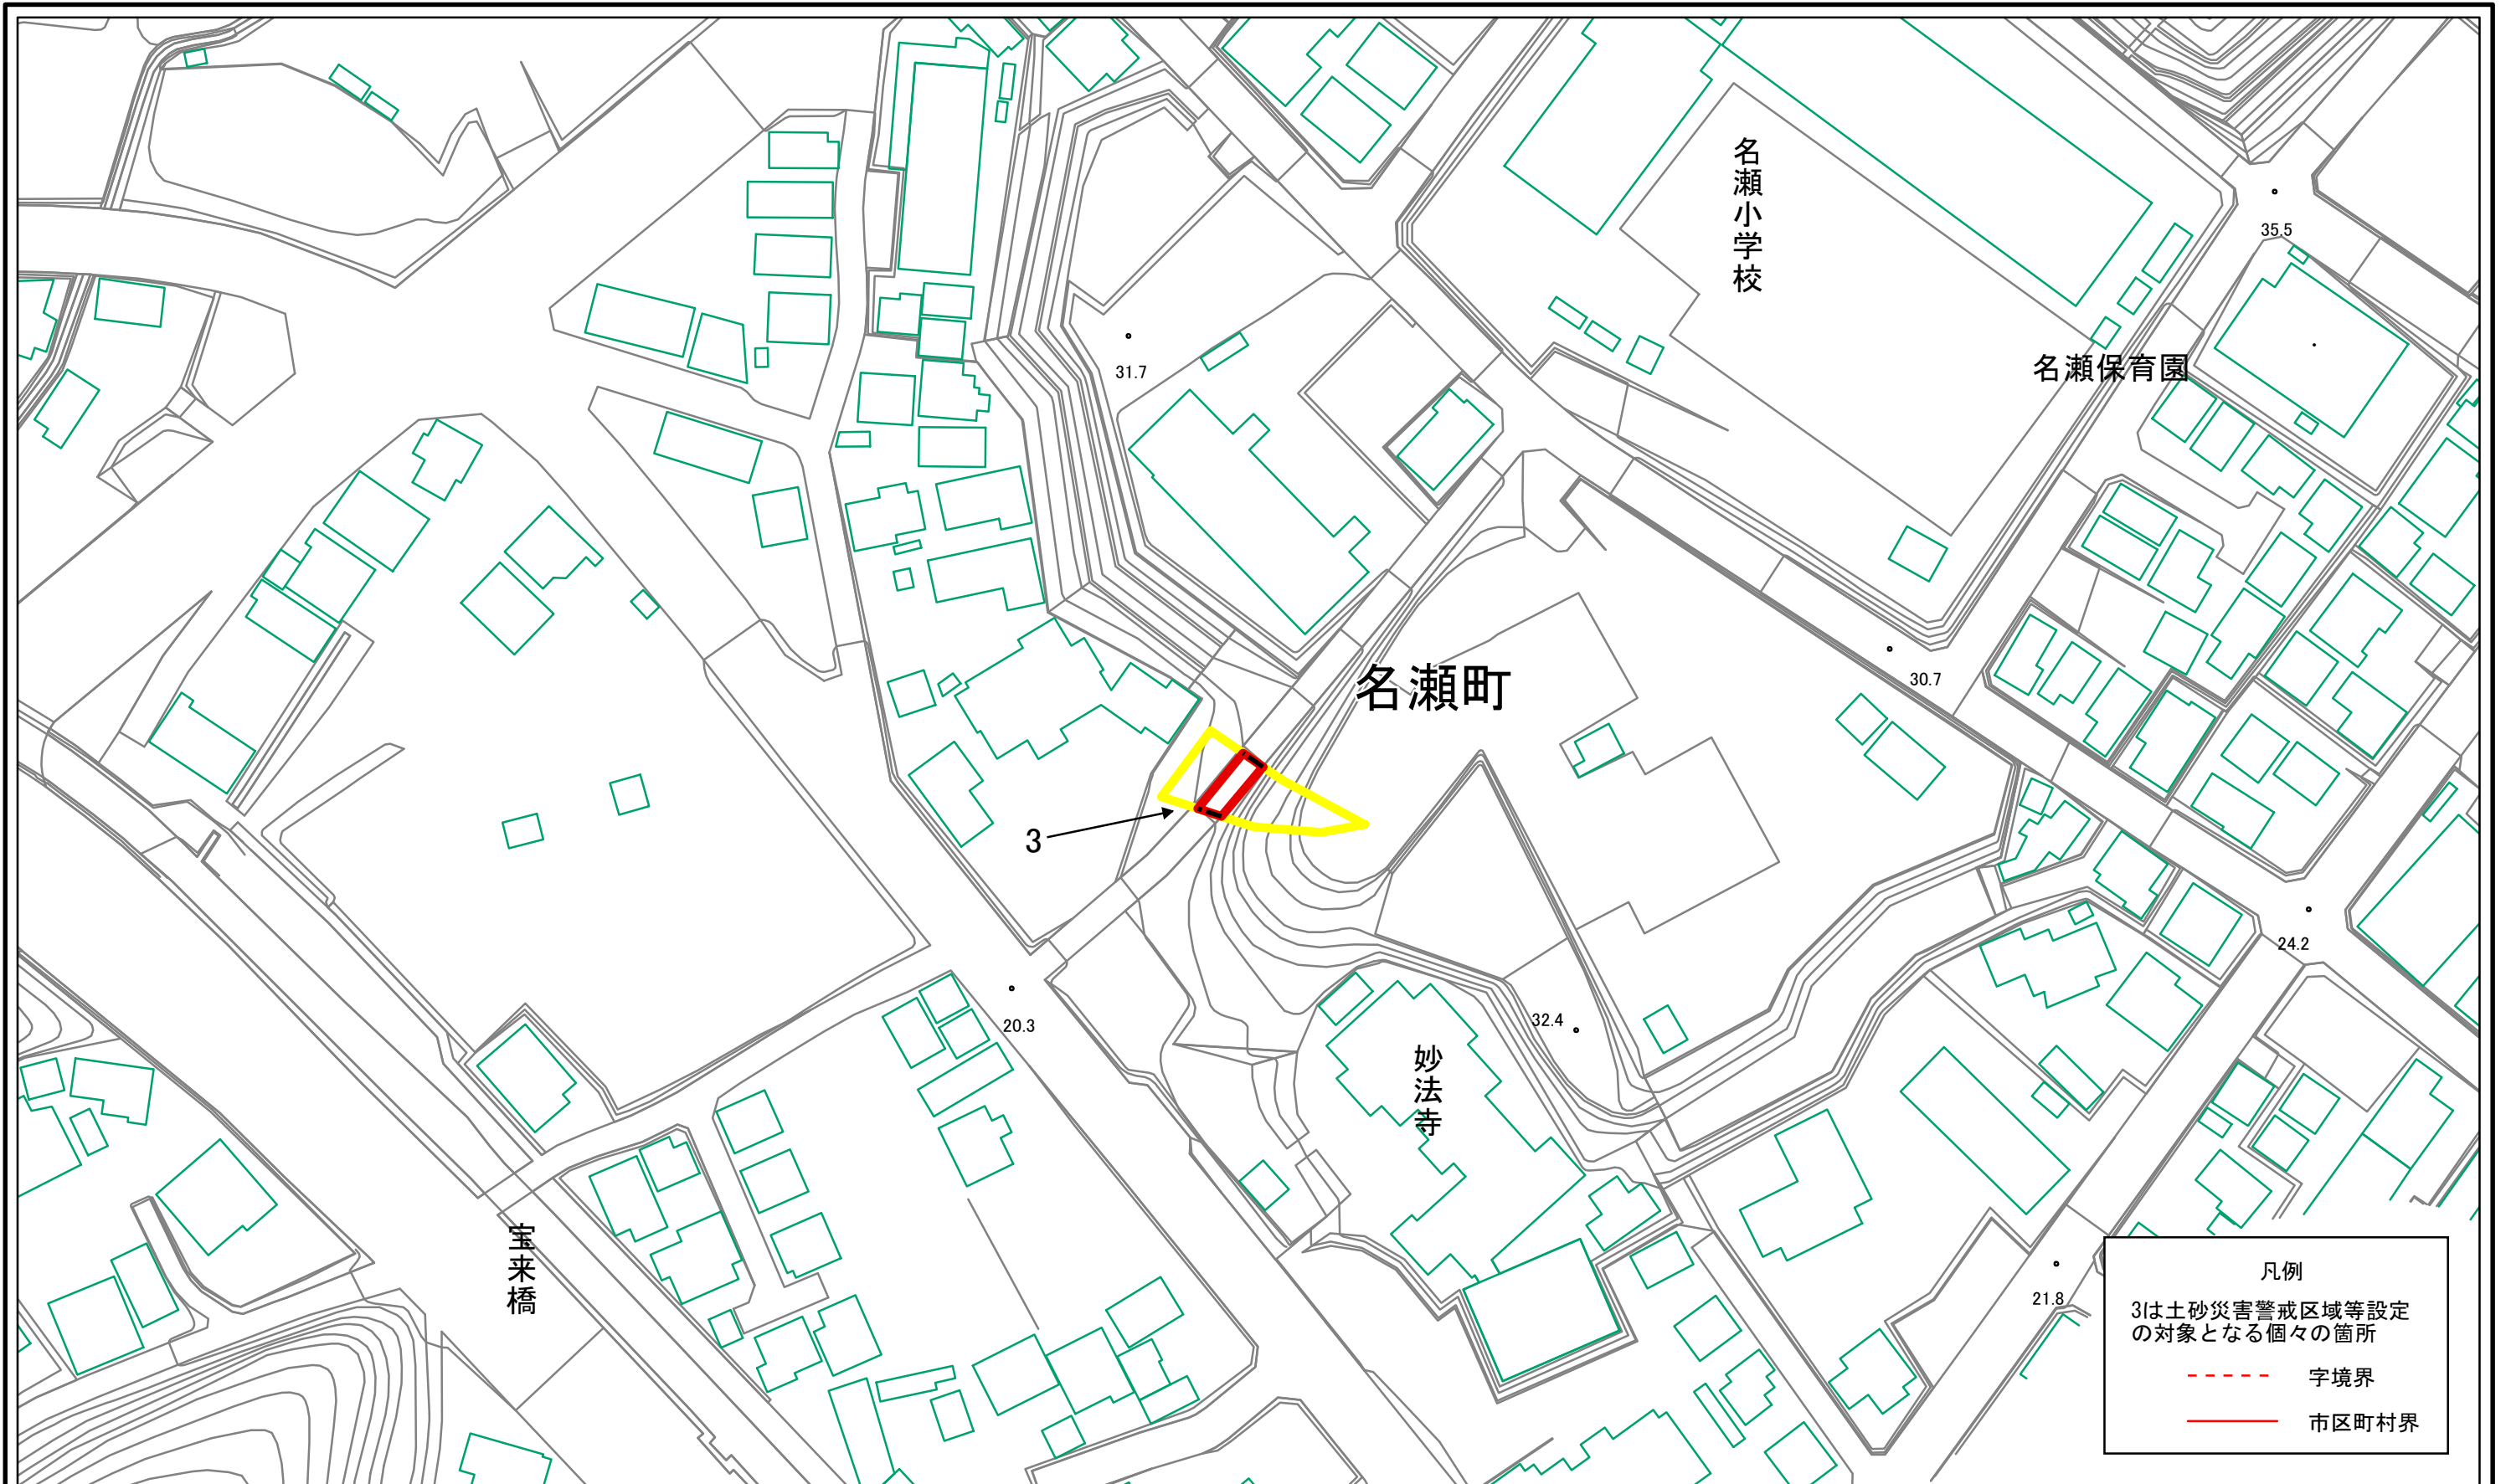 名瀬小学校
35.5
31.7
名瀬保育園
名瀬町
30.7
3
24.2
20.3
32.4
妙法寺
宝来橋
21.8
凡例
3は土砂災害警戒区域等設定
の対象となる個々の箇所
字境界
市区町村界